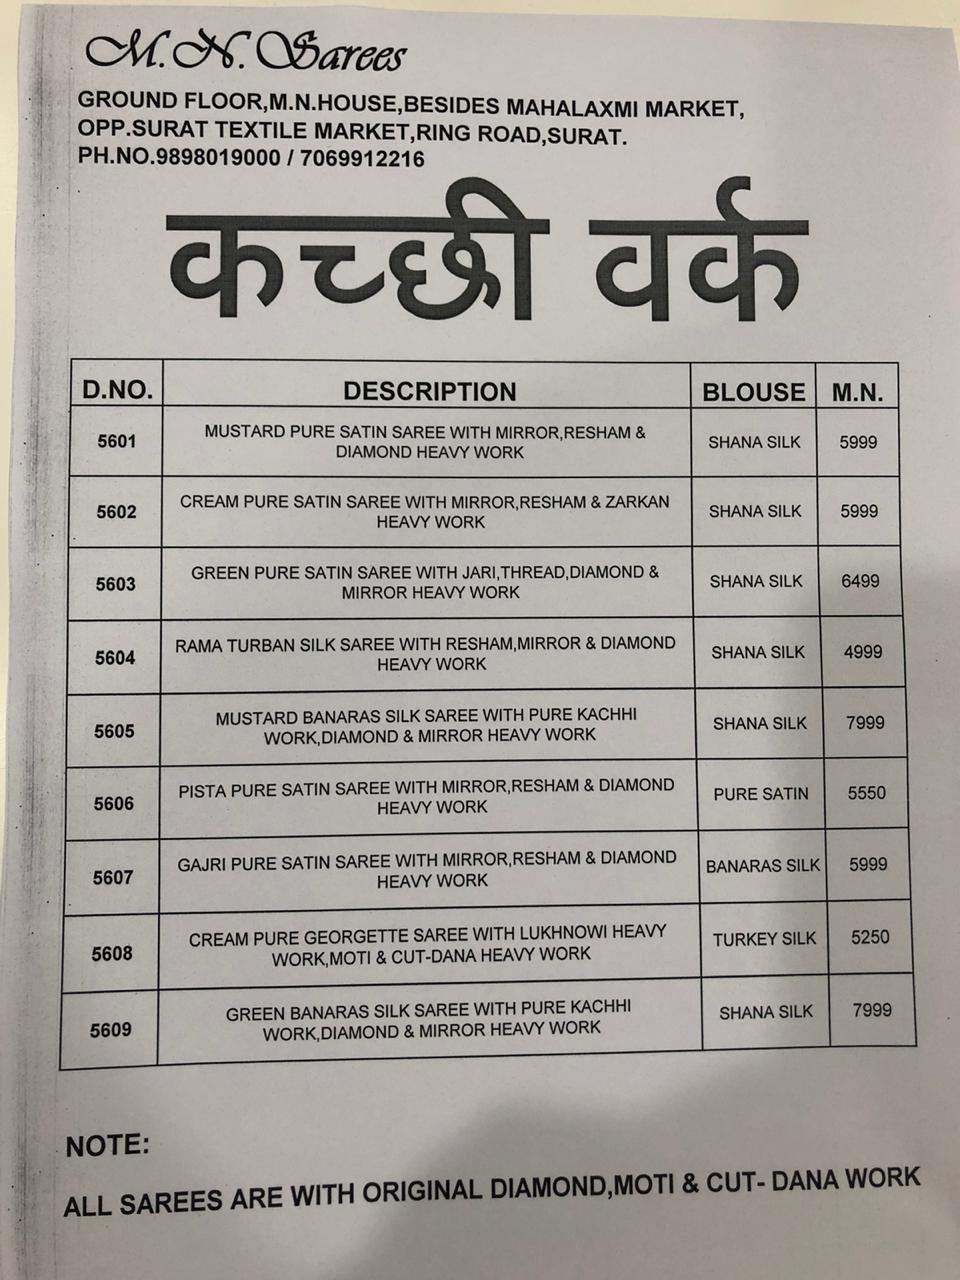 M.N. Sarees
GROUND FLOOR,M.N.HOUSE,BESIDES MAHALAXMI MARKET,
OPP.SURAT TEXTILE MARKET,RING ROAD,SURAT.
PH.NO.9898019000 / 7069912216
कच्छी वर्क
D.NO. DESCRIPTION BLOUSE M.N.
5601 MUSTARD PURE SATIN SAREE WITH MIRROR,RESHAM &
DIAMOND HEAVY WORK SHANA SILK 5999
5602 CREAM PURE SATIN SAREE WITH MIRROR,RESHAM & ZARKAN
HEAVY WORK SHANA SILK 5999
5603 GREEN PURE SATIN SAREE WITH JARI,THREAD,DIAMOND &
MIRROR HEAVY WORK SHANA SILK 6499
5604 RAMA TURBAN SILK SAREE WITH RESHAM,MIRROR & DIAMOND
HEAVY WORK SHANA SILK 4999
5605 MUSTARD BANARAS SILK SAREE WITH PURE KACHHI
WORK,DIAMOND & MIRROR HEAVY WORK SHANA SILK 7999
5606 PISTA PURE SATIN SAREE WITH MIRROR,RESHAM & DIAMOND
HEAVY WORK PURE SATIN 5550
5607 GAJRI PURE SATIN SAREE WITH MIRROR,RESHAM & DIAMOND
HEAVY WORK BANARAS SILK 5999
5608 CREAM PURE GEORGETTE SAREE WITH LUKHNOWI HEAVY
WORK,MOTI & CUT-DANA HEAVY WORK TURKEY SILK 5250
5609 GREEN BANARAS SILK SAREE WITH PURE KACHHI
WORK,DIAMOND & MIRROR HEAVY WORK SHANA SILK 7999
NOTE:
ALL SAREES ARE WITH ORIGINAL DIAMOND,MOTI & CUT- DANA WORK